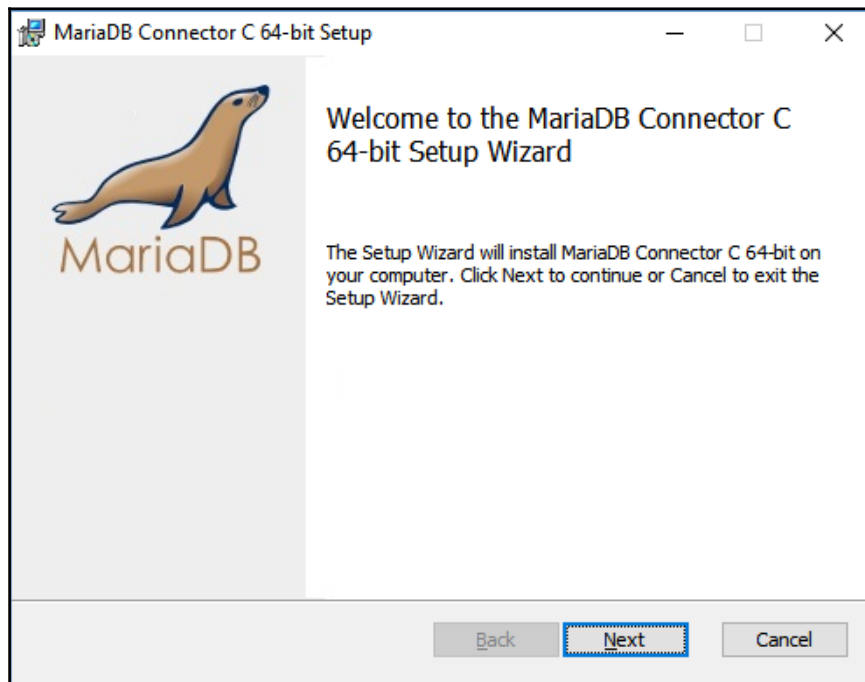 MariaDB Connector C 64-bit Setup
MariaDB
Welcome to the MariaDB Connector C
64-bit Setup Wizard
The Setup Wizard will install MariaDB Connector C 64-bit on
your computer. Click Next to continue or Cancel to exit the
Setup Wizard.
Back Next Cancel